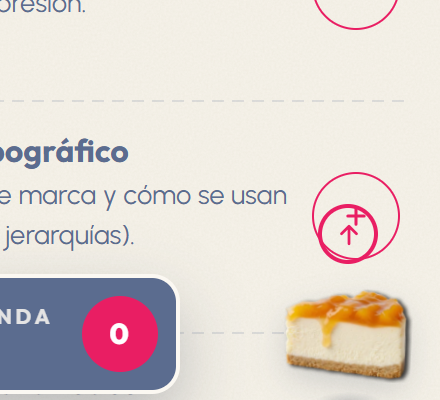 presión.
pográfico
e marca y cómo se usan
jerarquías).
NDA
0